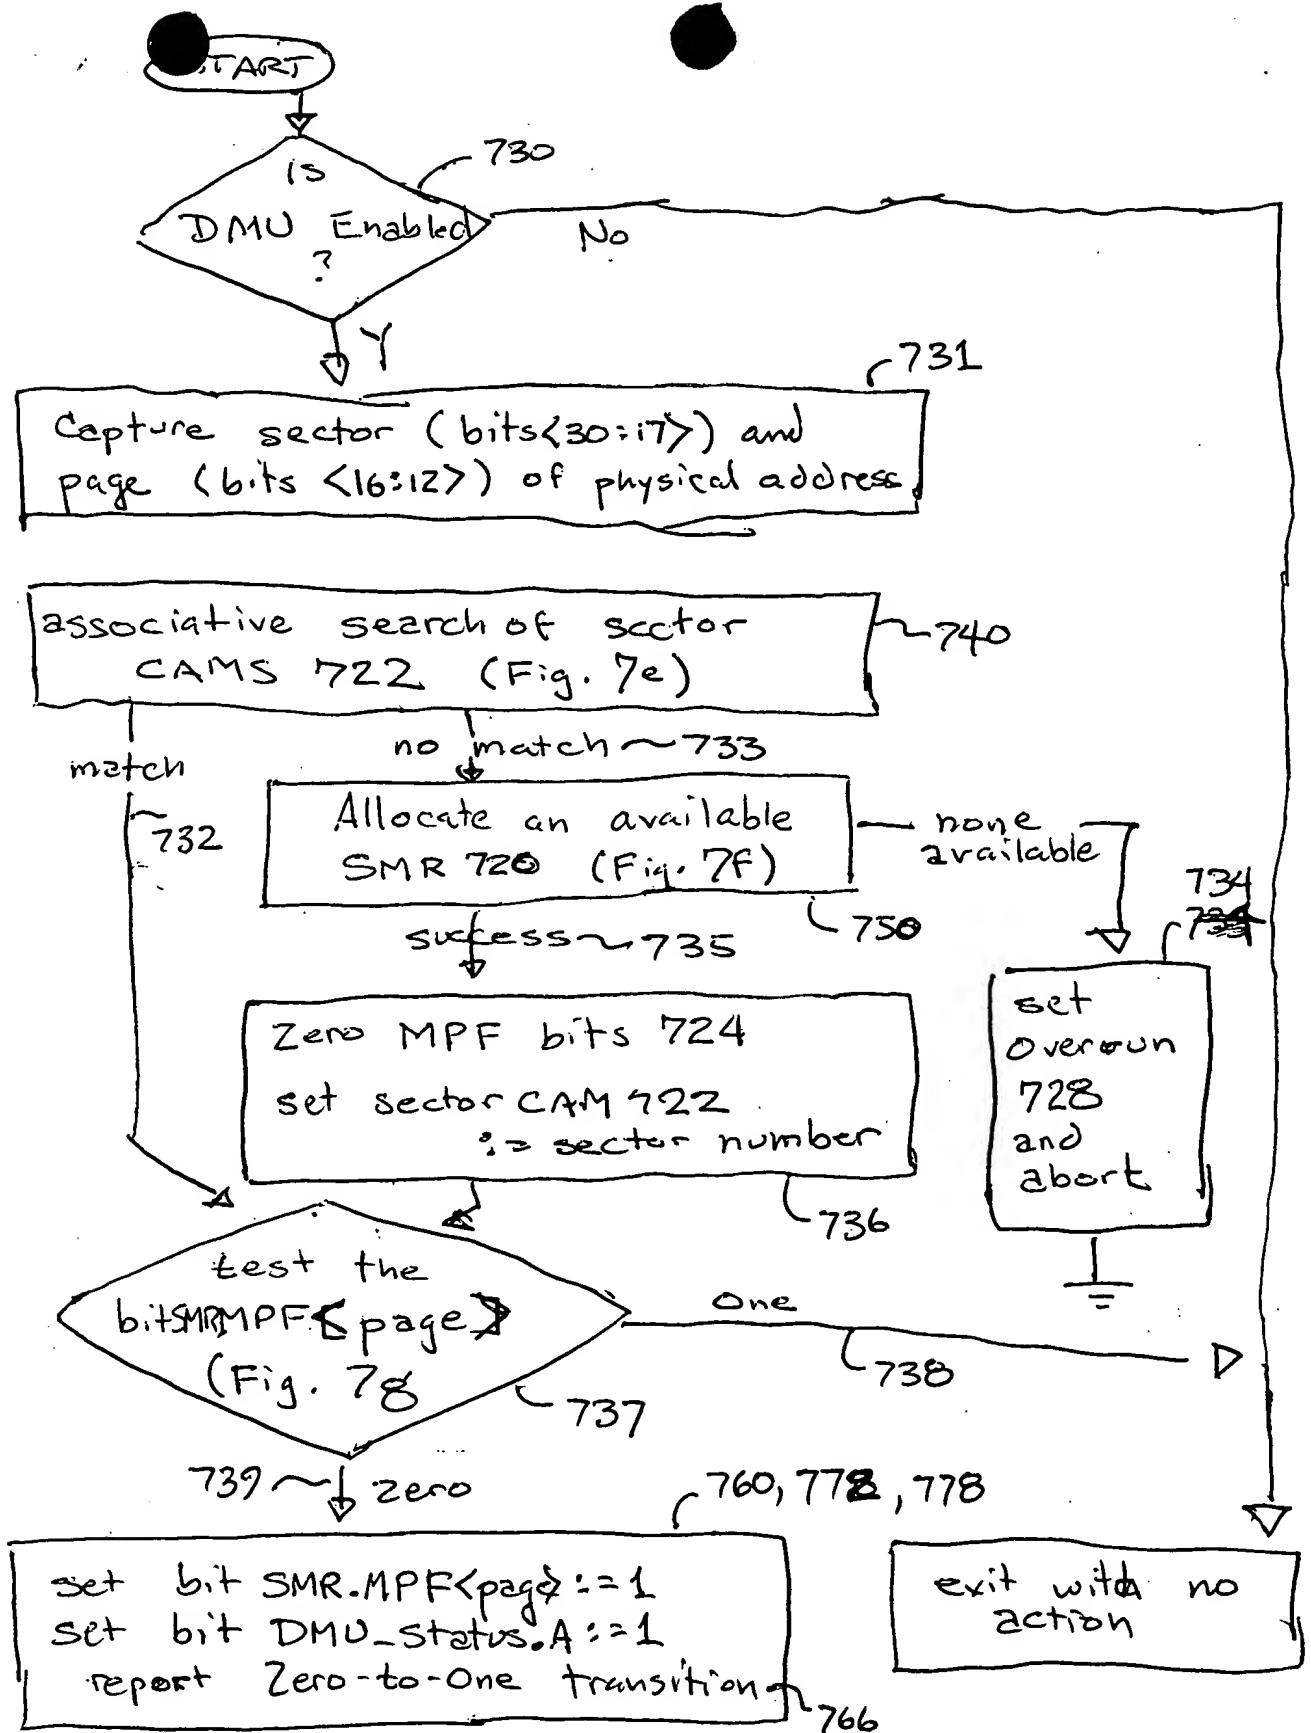 START
730
is
DMU Enabled
?
No
Y
731
Capture sector (bits<30:17>) and
page (bits <16:12>) of physical address
associative search of sector
CAMS 722 (Fig. 7e)
740
match
no match 733
732
Allocate an available
SMR 720 (Fig. 7f)
none
available
750
734
success 735
Zero MPF bits 724
set sector CAM 722
:= sector number
736
set
overrun
728
and
abort
test the
bit SMR.MPF<page>
(Fig. 7g
One
738
737
739
zero
760, 772, 778
set bit SMR.MPF<page> := 1
set bit DMU_Status.A := 1
report Zero-to-One transition
766
exit with no
action